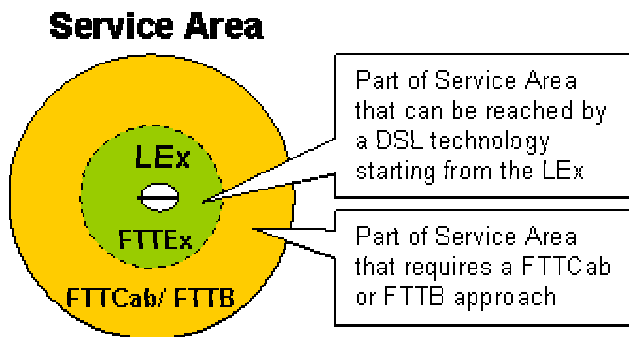 Service Area
LEx
FTTEx
FTTCab/ FTTB
Part of Service Area
that can be reached by
a DSL technology
starting from the LEx
Part of Service Area
that requires a FTTCab
or FTTB approach